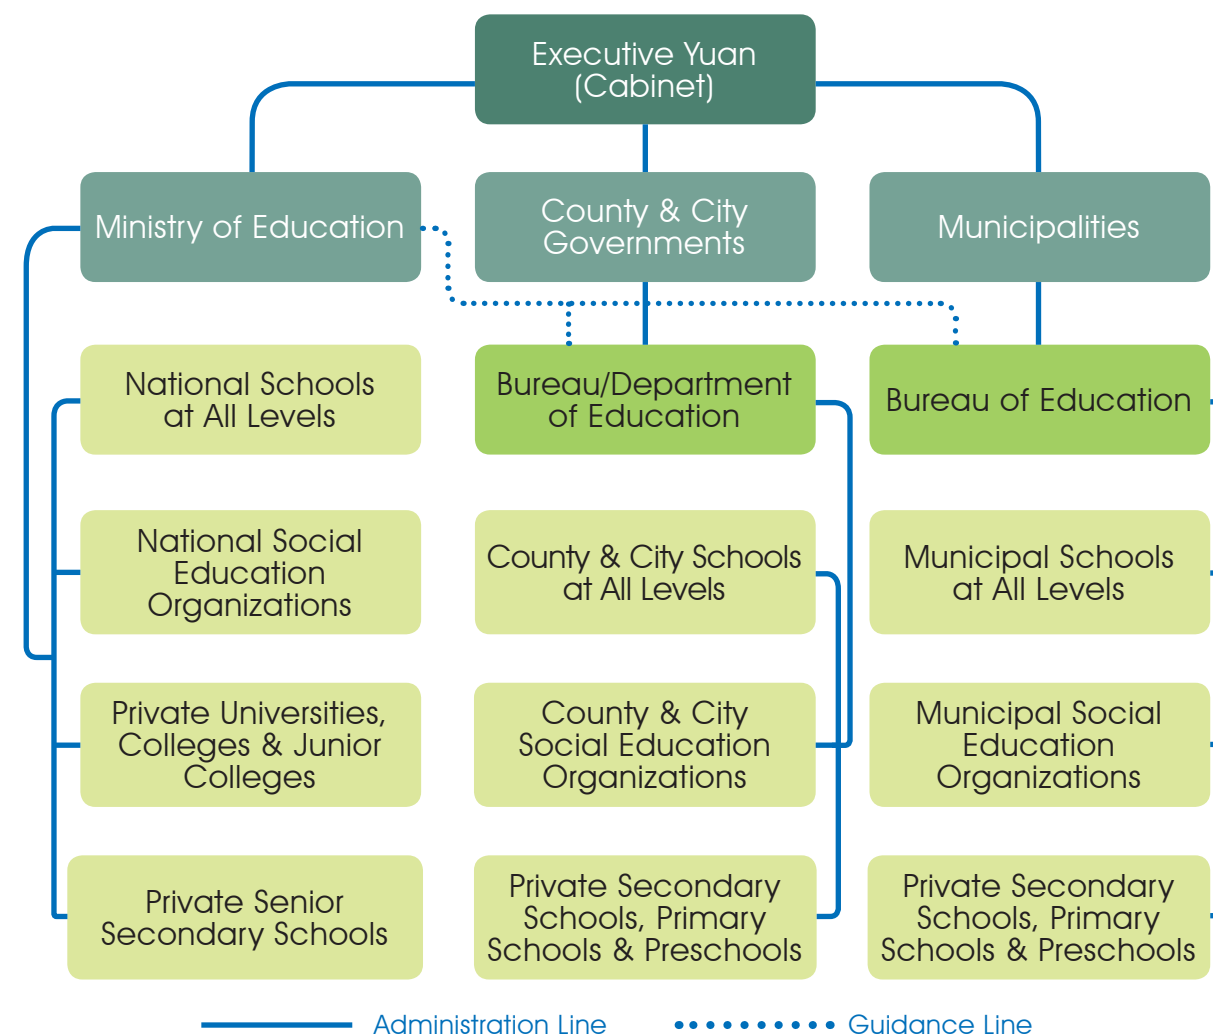 Executive Yuan
(Cabinet)
Ministry of Education
County & City
Governments
Municipalities
National Schools
at All Levels
Bureau/Department
of Education
Bureau of Education
National Social
Education
Organizations
County & City Schools
at All Levels
Municipal Schools
at All Levels
Private Universities,
Colleges & Junior
Colleges
County & City
Social Education
Organizations
Municipal Social
Education
Organizations
Private Senior
Secondary Schools
Private Secondary
Schools, Primary
Schools & Preschools
Private Secondary
Schools, Primary
Schools & Preschools
Administration Line
Guidance Line